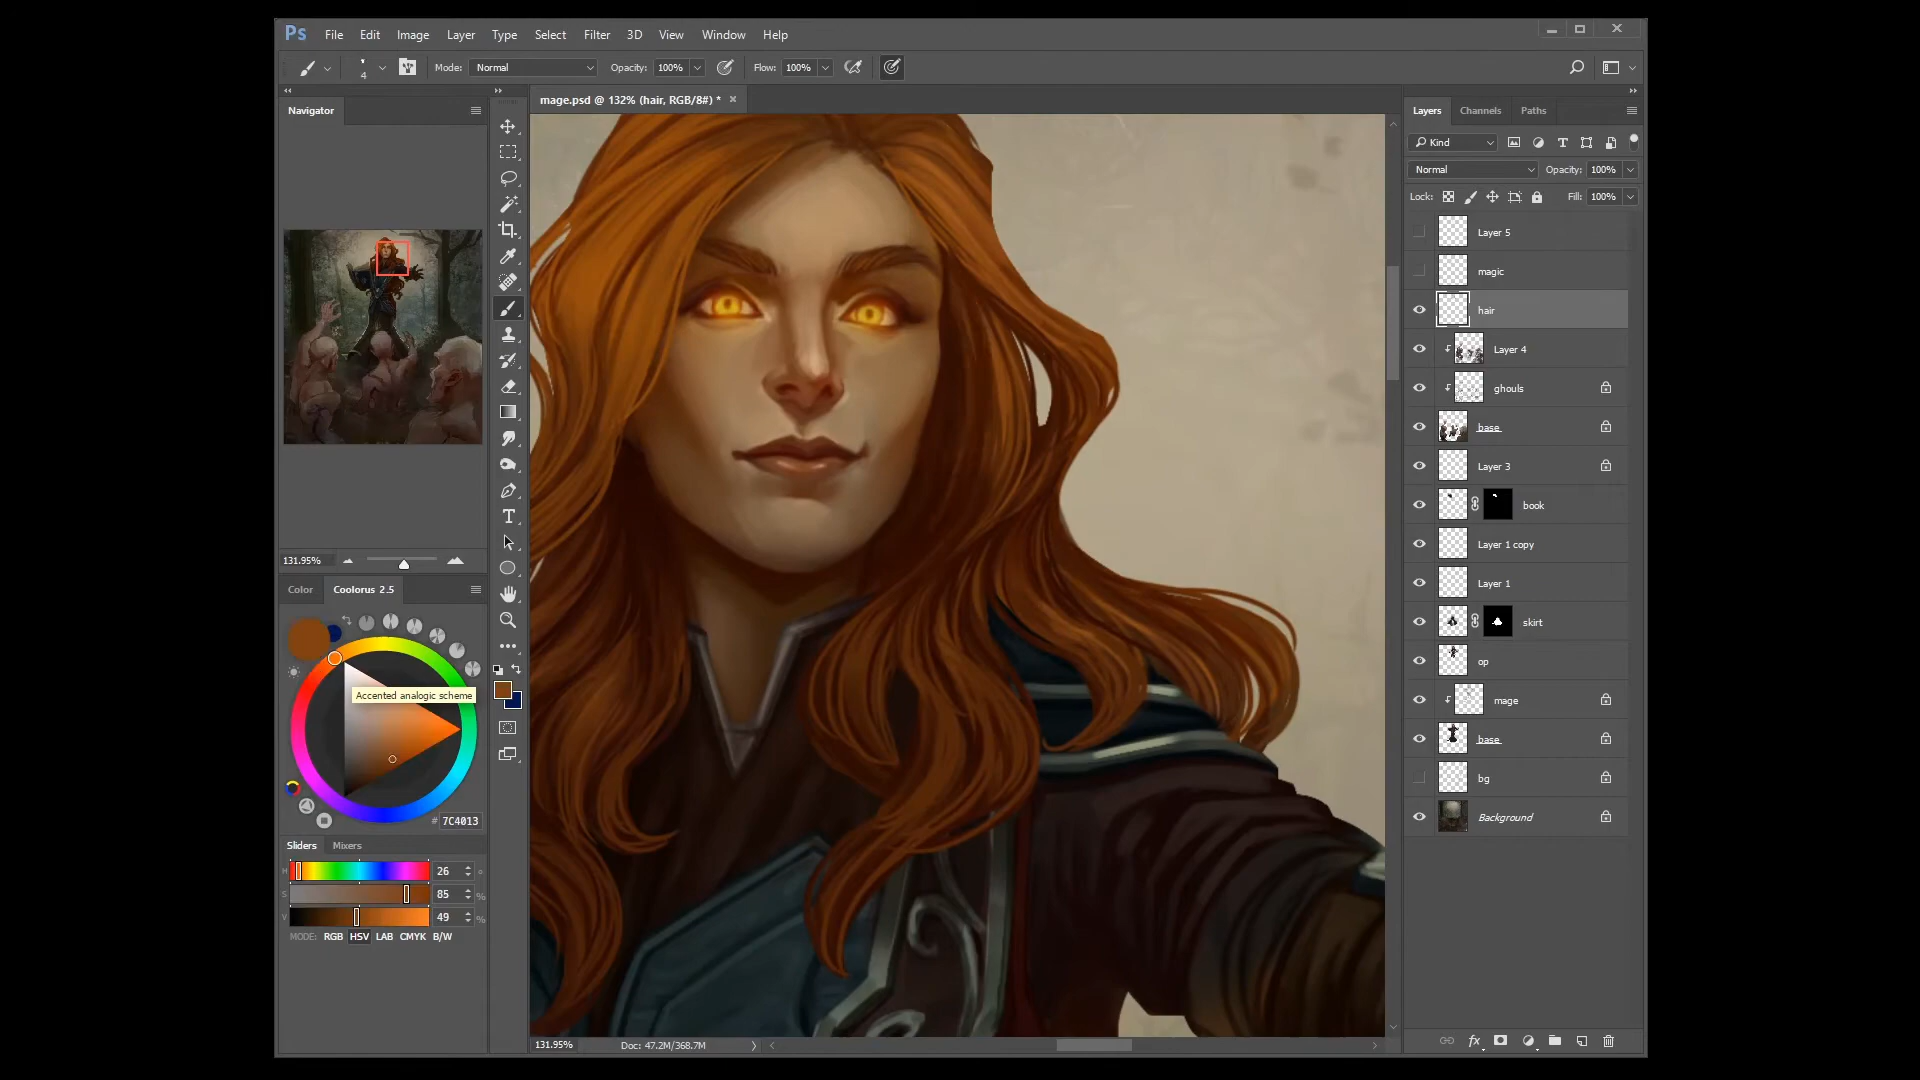 Ps File Edit Image Layer Type Select Filter 3D View Window Help
4 Mode: Normal Opacity: 100% Flow: 100%
Navigator
mage.psd @ 132% (hair, RGB/8#) *
Layers Channels Paths
Kind
Normal Opacity: 100%
Lock: Fill: 100%
Layer 5
magic
hair
Layer 4
ghouls
base
Layer 3
book
Layer 1 copy
Layer 1
skirt
op
mage
base
bg
Background
131.95%
Color Coolorus 2.5
Accented analogic scheme
# 7C4013
Sliders Mixers
H 26 °
S 85 %
V 49 %
MODE: RGB HSV LAB CMYK B/W
131.95% Doc: 47.2M/368.7M
fx